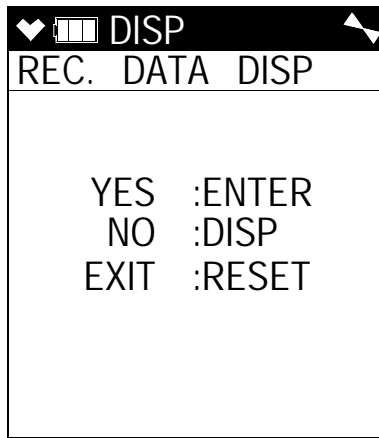 DISP
REC. DATA DISP
YES :ENTER
NO :DISP
EXIT :RESET